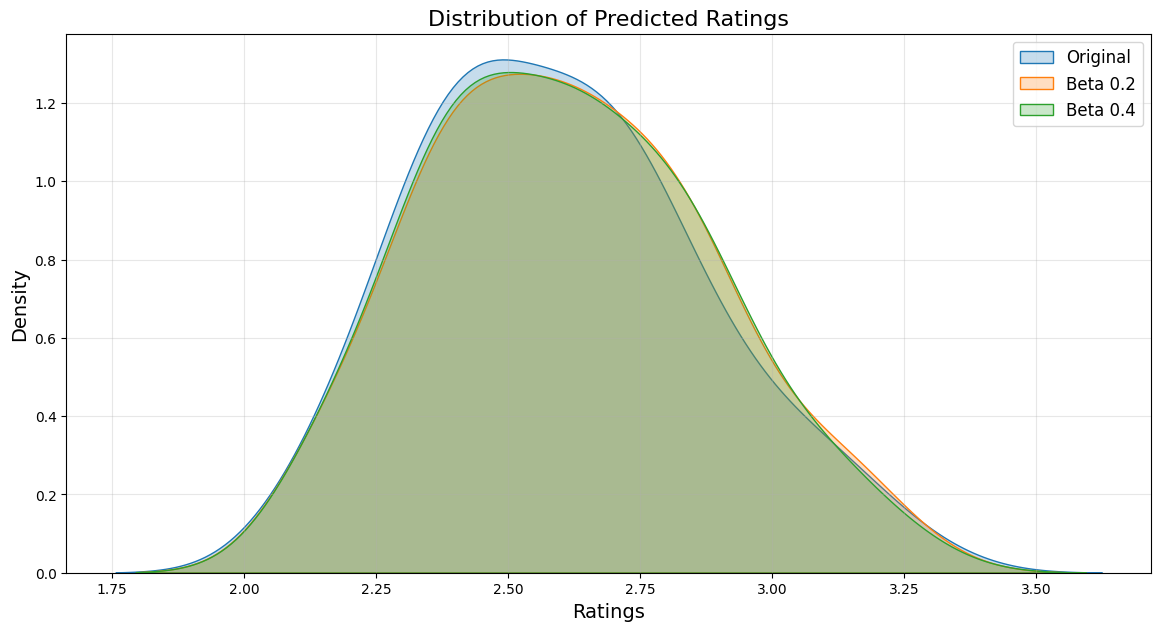 Distribution of Predicted Ratings
Original
Beta 0.2
Beta 0.4
Density
1.2
1.0
0.8
0.6
0.4
0.2
0.0
1.75 2.00 2.25 2.50 2.75 3.00 3.25 3.50
Ratings